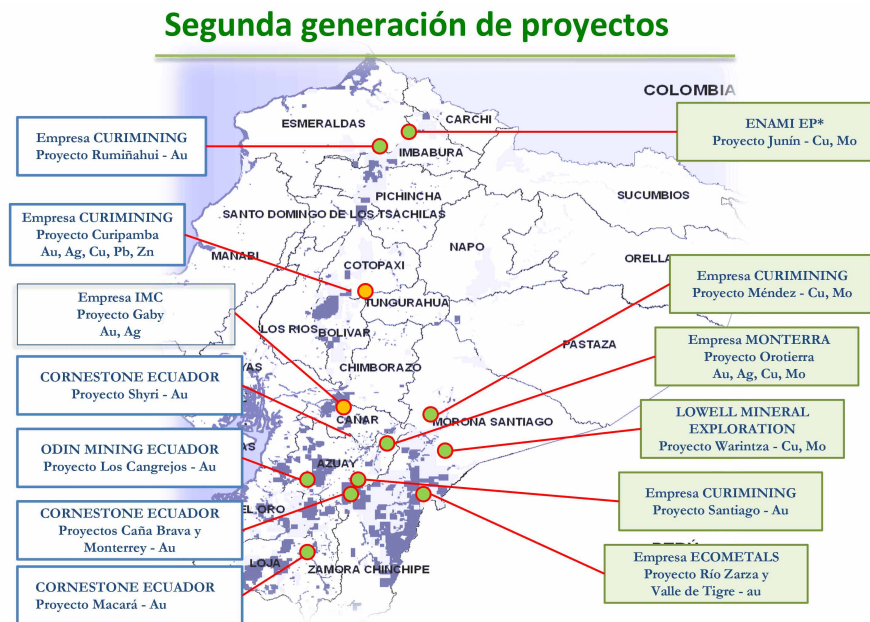 Segunda generación de proyectos
COLOMBIA
ESMERALDAS
CARCHI
IMBABURA
PICHINCHA
SUCUMBIOS
SANTO DOMINGO DE LOS TSACHILAS
MANABI
NAPO
COTOPAXI
ORELLA
TUNGURAHUA
LOS RIOS
BOLIVAR
PASTAZA
CHIMBORAZO
YAS
CAÑAR
MORONA SANTIAGO
AS
AZUAY
EL ORO
LOJA
ZAMORA CHINCHIPE
Empresa CURIMINING
Proyecto Rumiñahui - Au
Empresa CURIMINING
Proyecto Curipamba
Au, Ag, Cu, Pb, Zn
Empresa IMC
Proyecto Gaby
Au, Ag
CORNESTONE ECUADOR
Proyecto Shyri - Au
ODIN MINING ECUADOR
Proyecto Los Cangrejos - Au
CORNESTONE ECUADOR
Proyectos Caña Brava y
Monterrey - Au
CORNESTONE ECUADOR
Proyecto Macará - Au
ENAMI EP*
Proyecto Junín - Cu, Mo
Empresa CURIMINING
Proyecto Méndez - Cu, Mo
Empresa MONTERRA
Proyecto Orotierra
Au, Ag, Cu, Mo
LOWELL MINERAL
EXPLORATION
Proyecto Warintza - Cu, Mo
Empresa CURIMINING
Proyecto Santiago - Au
Empresa ECOMETALS
Proyecto Río Zarza y
Valle de Tigre - au